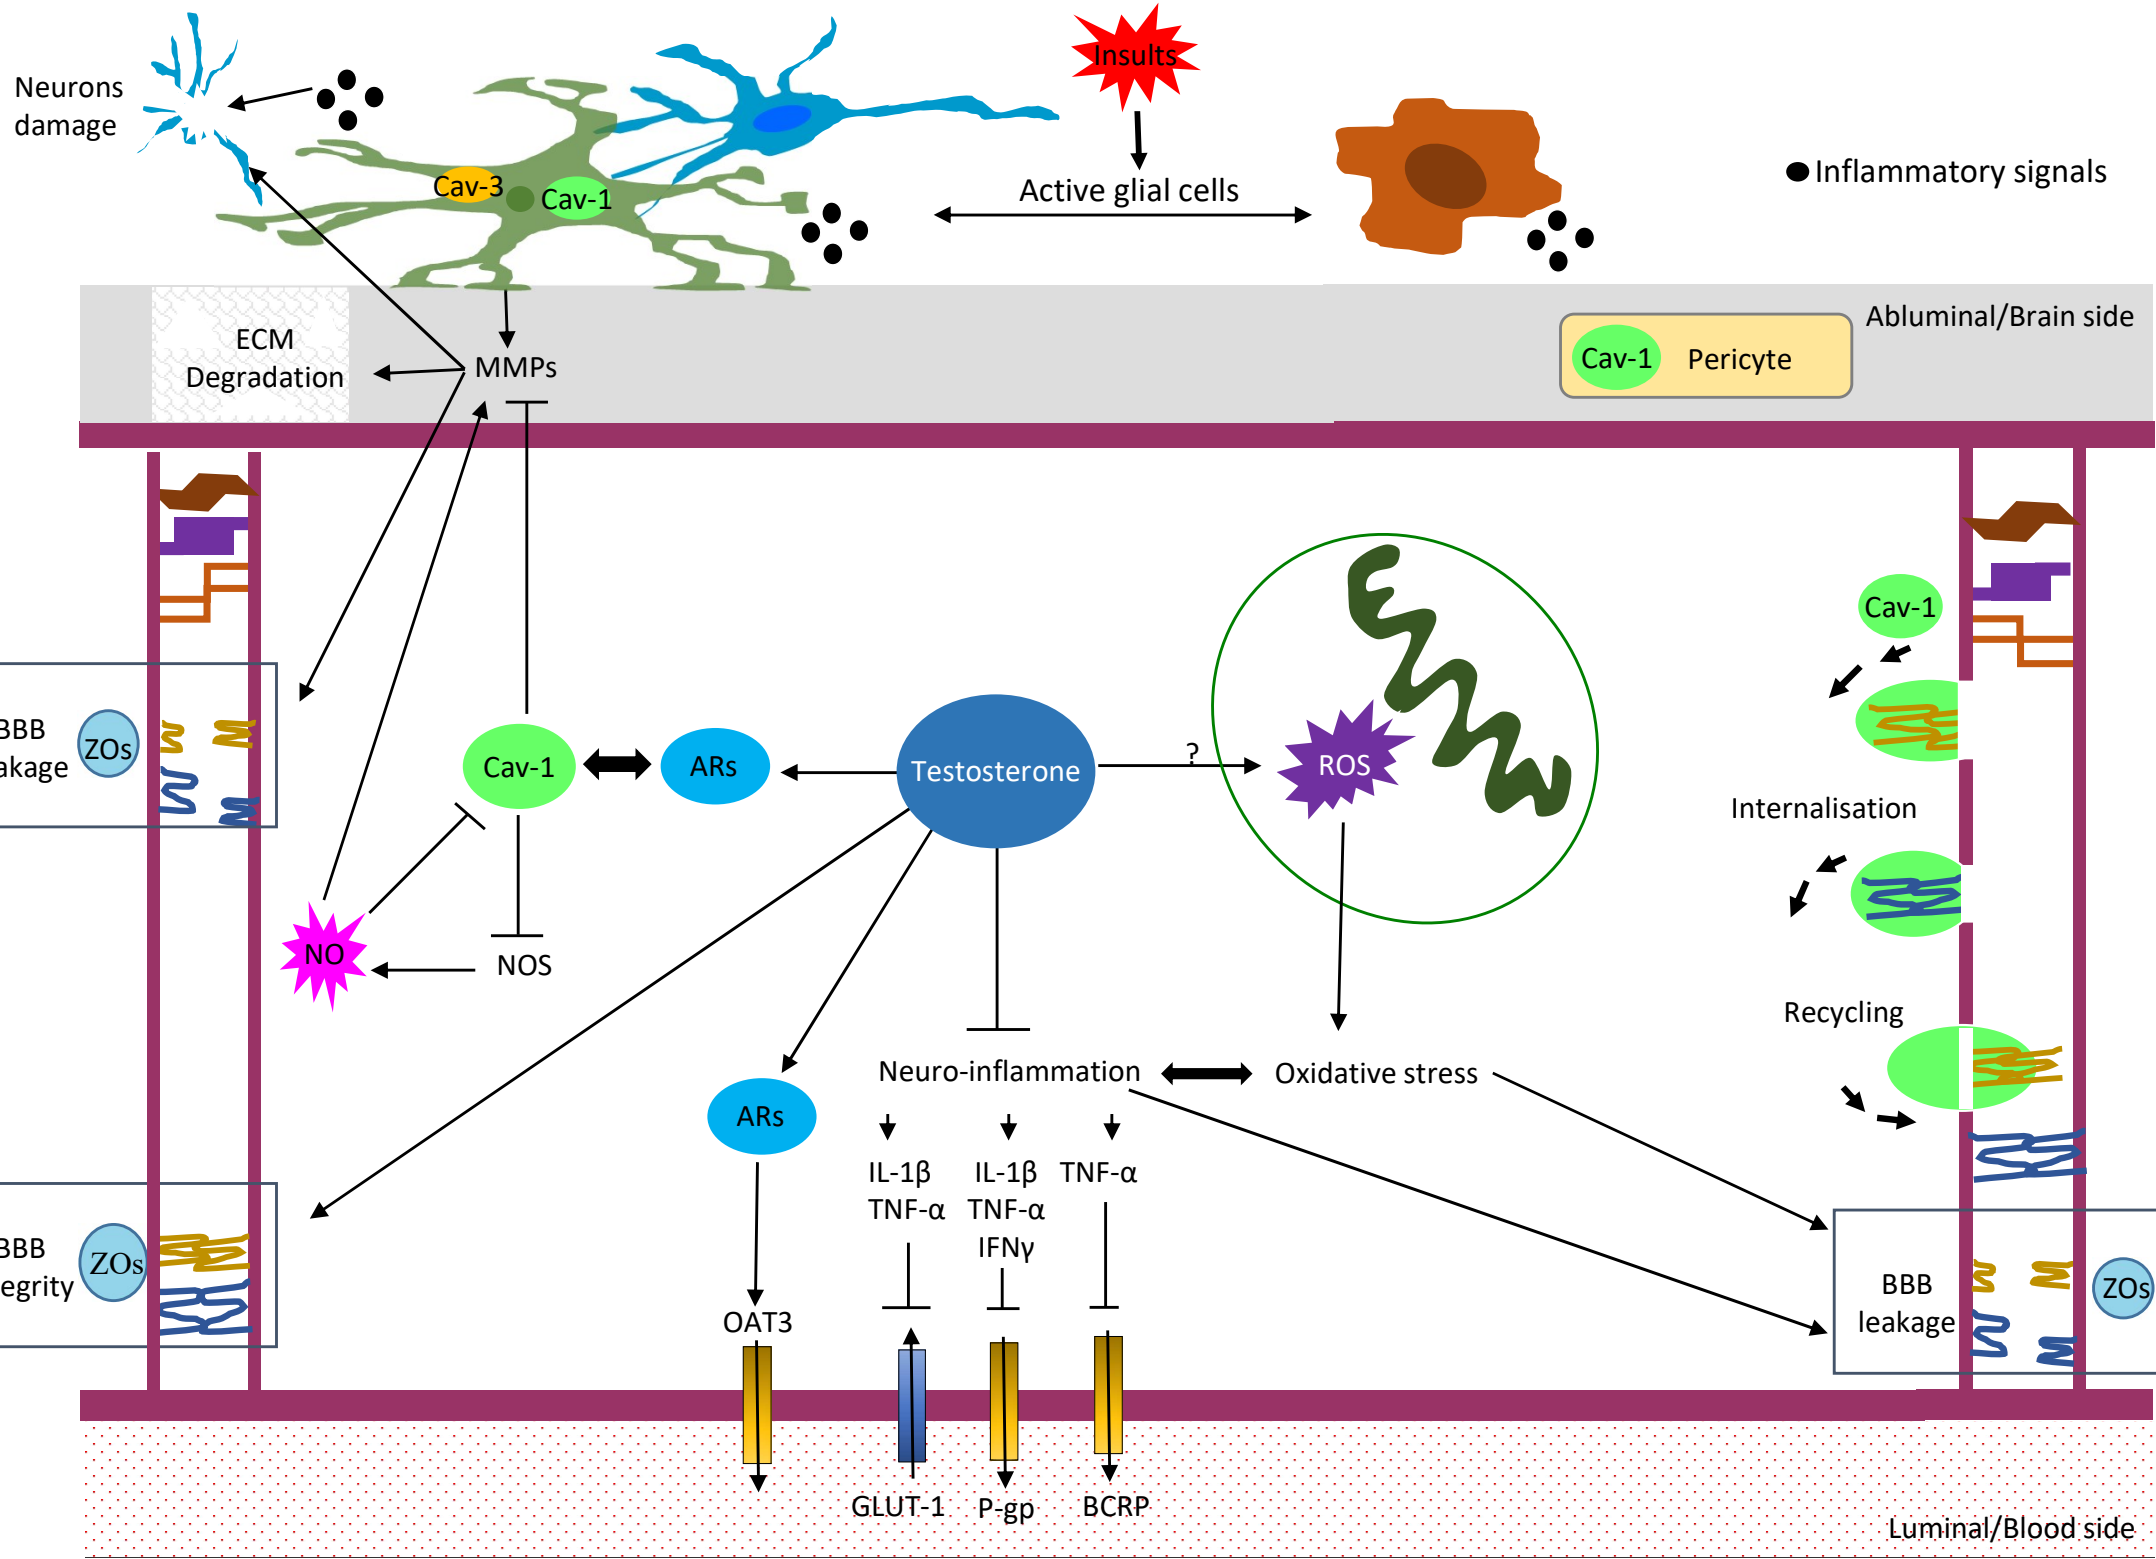 Insults
Neurons
damage
Cav-3
Cav-1
Active glial cells
Inflammatory signals
Abluminal/Brain side
ECM
Degradation
MMPs
Cav-1
Pericyte
Cav-1
BBB
akage
ZOs
Cav-1
ARs
Testosterone
?
ROS
Internalisation
NO
NOS
Recycling
Neuro-inflammation
Oxidative stress
ARs
IL-1β
TNF-α
IL-1β
TNF-α
IFNγ
TNF-α
BBB
egrity
ZOs
OAT3
BBB
leakage
ZOs
GLUT-1
P-gp
BCRP
Luminal/Blood side